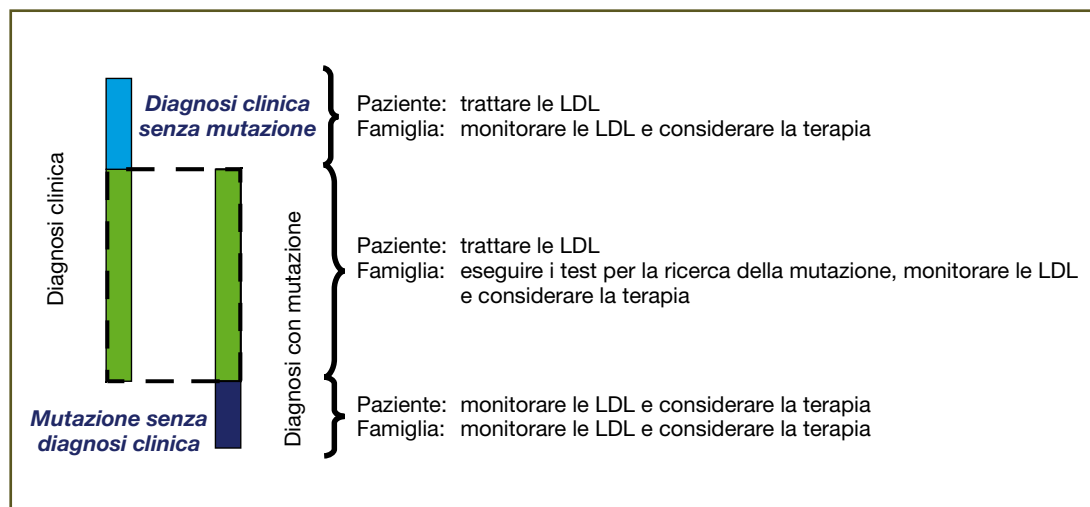 Diagnosi clinica
Diagnosi clinica
senza mutazione
Mutazione senza
diagnosi clinica
Diagnosi con mutazione
Paziente: trattare le LDL
Famiglia: monitorare le LDL e considerare la terapia
Paziente: trattare le LDL
Famiglia: eseguire i test per la ricerca della mutazione, monitorare le LDL
e considerare la terapia
Paziente: monitorare le LDL e considerare la terapia
Famiglia: monitorare le LDL e considerare la terapia